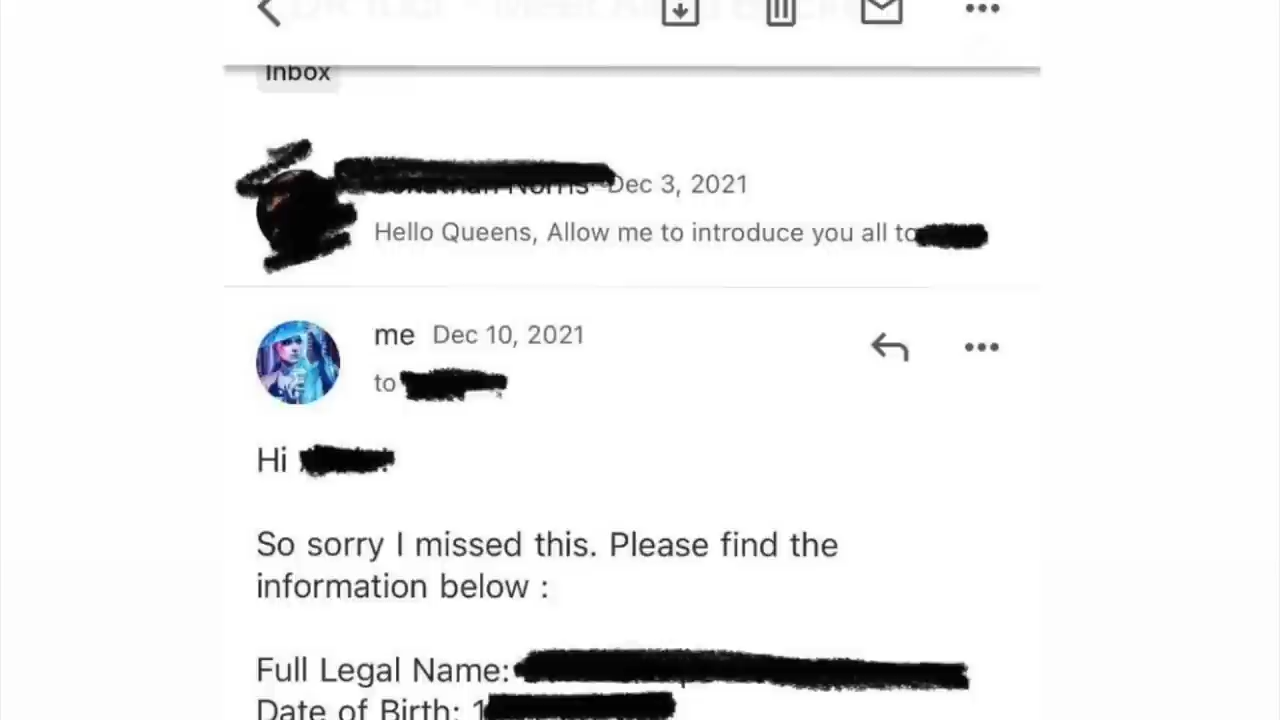 Inbox
Dec 3, 2021
Hello Queens, Allow me to introduce you all to
me Dec 10, 2021
to
Hi
So sorry I missed this. Please find the
information below :
Full Legal Name:
Date of Birth: 1